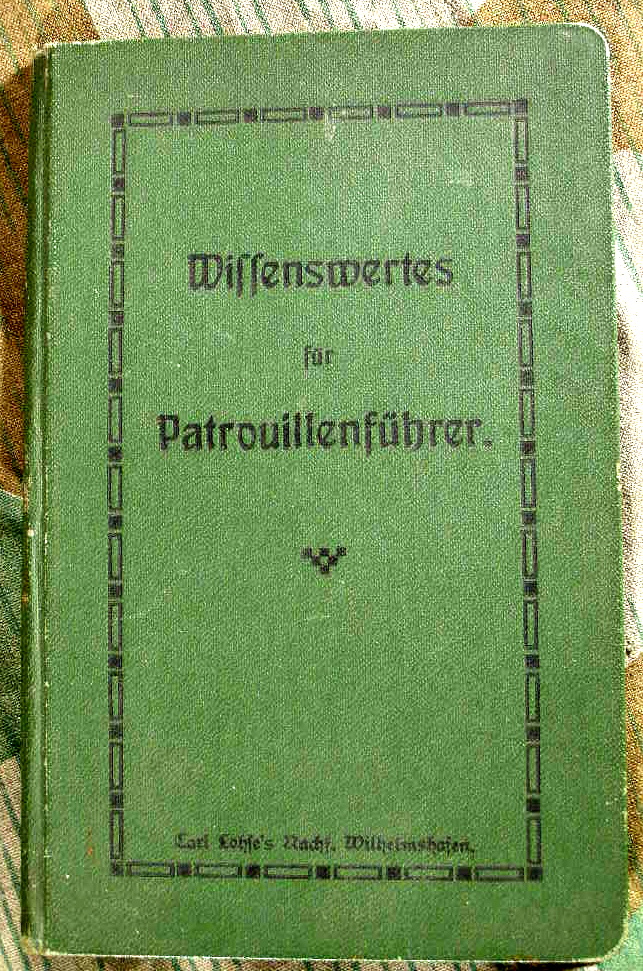 Wissenswertes
für
Patrouillenführer.
Carl Lohse's Nachf. Wilhelmshafen.